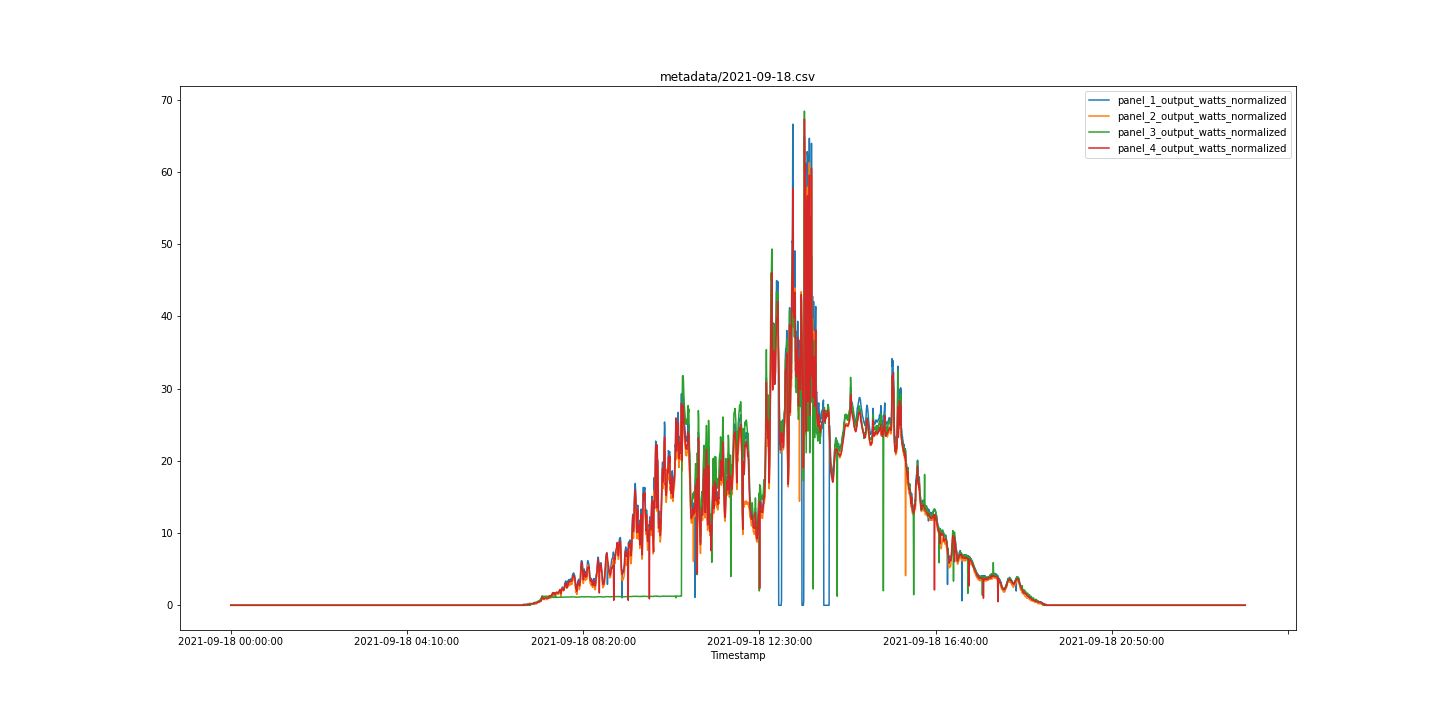 metadata/2021-09-18.csv
panel_1_output_watts_normalized
panel_2_output_watts_normalized
panel_3_output_watts_normalized
panel_4_output_watts_normalized
70
60
50
40
30
20
10
0
2021-09-18 00:00:00 2021-09-18 04:10:00 2021-09-18 08:20:00 2021-09-18 12:30:00 2021-09-18 16:40:00 2021-09-18 20:50:00
Timestamp